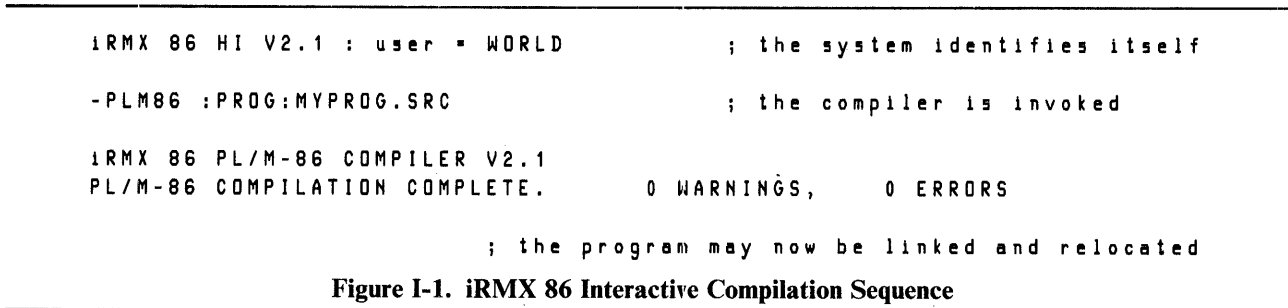 iRMX 86 HI V2.1 : user = WORLD ; the system identifies itself
-PLM86 :PROG:MYPROG.SRC ; the compiler is invoked
iRMX 86 PL/M-86 COMPILER V2.1
PL/M-86 COMPILATION COMPLETE. 0 WARNINGS, 0 ERRORS
; the program may now be linked and relocated
Figure I-1. iRMX 86 Interactive Compilation Sequence